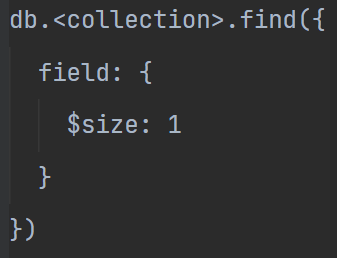 db.<collection>.find({
  field: {
    $size: 1
  }
})